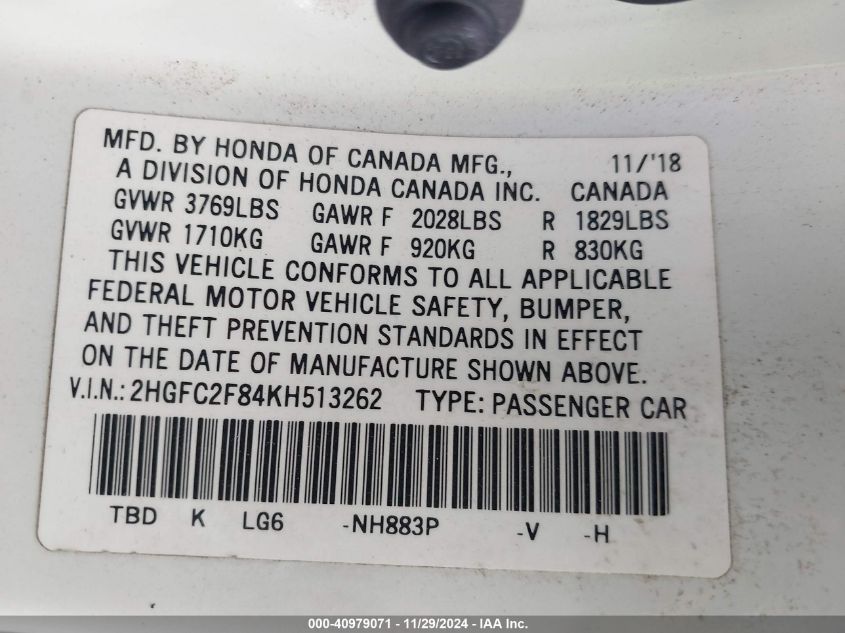 MFD. BY HONDA OF CANADA MFG., 11/'18
A DIVISION OF HONDA CANADA INC. CANADA
GVWR 3769LBS GAWR F 2028LBS R 1829LBS
GVWR 1710KG GAWR F 920KG R 830KG
THIS VEHICLE CONFORMS TO ALL APPLICABLE
FEDERAL MOTOR VEHICLE SAFETY, BUMPER,
AND THEFT PREVENTION STANDARDS IN EFFECT
ON THE DATE OF MANUFACTURE SHOWN ABOVE.
V.I.N.: 2HGFC2F84KH513262 TYPE: PASSENGER CAR
TBD K LG6 -NH883P -V -H
000-40979071 - 11/29/2024 - IAA Inc.